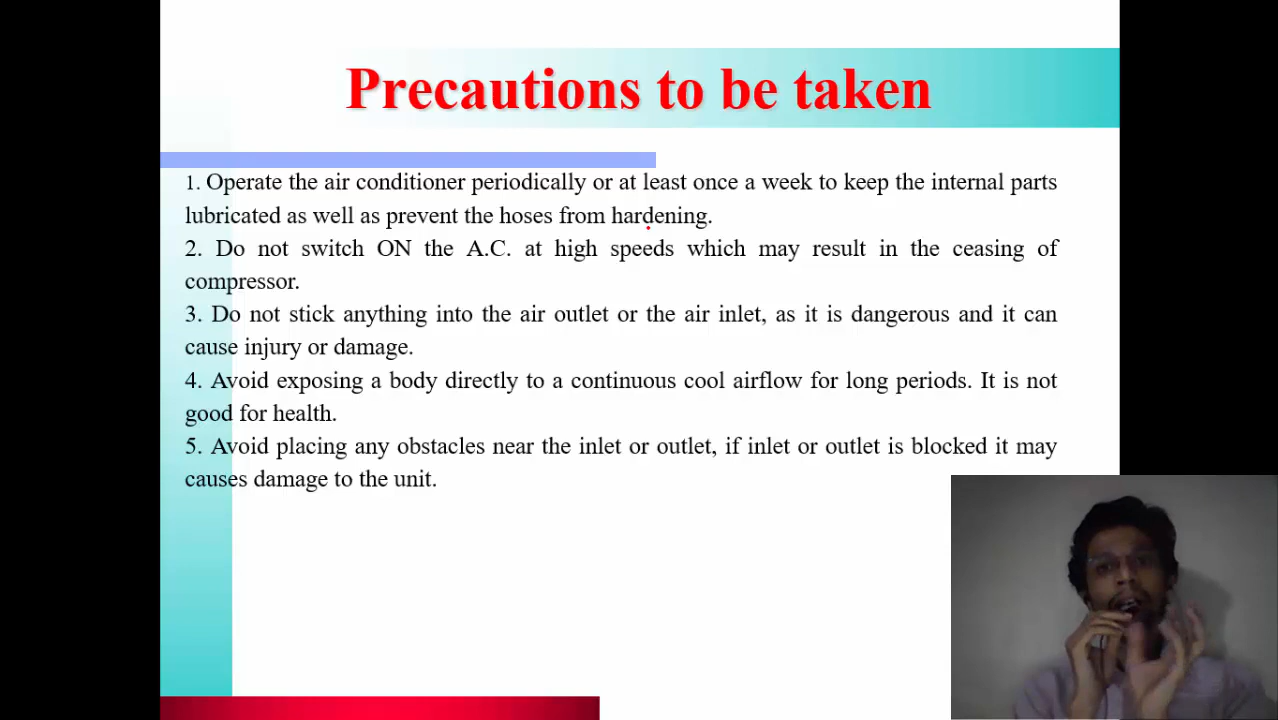 Precautions to be taken
1. Operate the air conditioner periodically or at least once a week to keep the internal parts
lubricated as well as prevent the hoses from hardening.
2. Do not switch ON the A.C. at high speeds which may result in the ceasing of
compressor.
3. Do not stick anything into the air outlet or the air inlet, as it is dangerous and it can
cause injury or damage.
4. Avoid exposing a body directly to a continuous cool airflow for long periods. It is not
good for health.
5. Avoid placing any obstacles near the inlet or outlet, if inlet or outlet is blocked it may
causes damage to the unit.